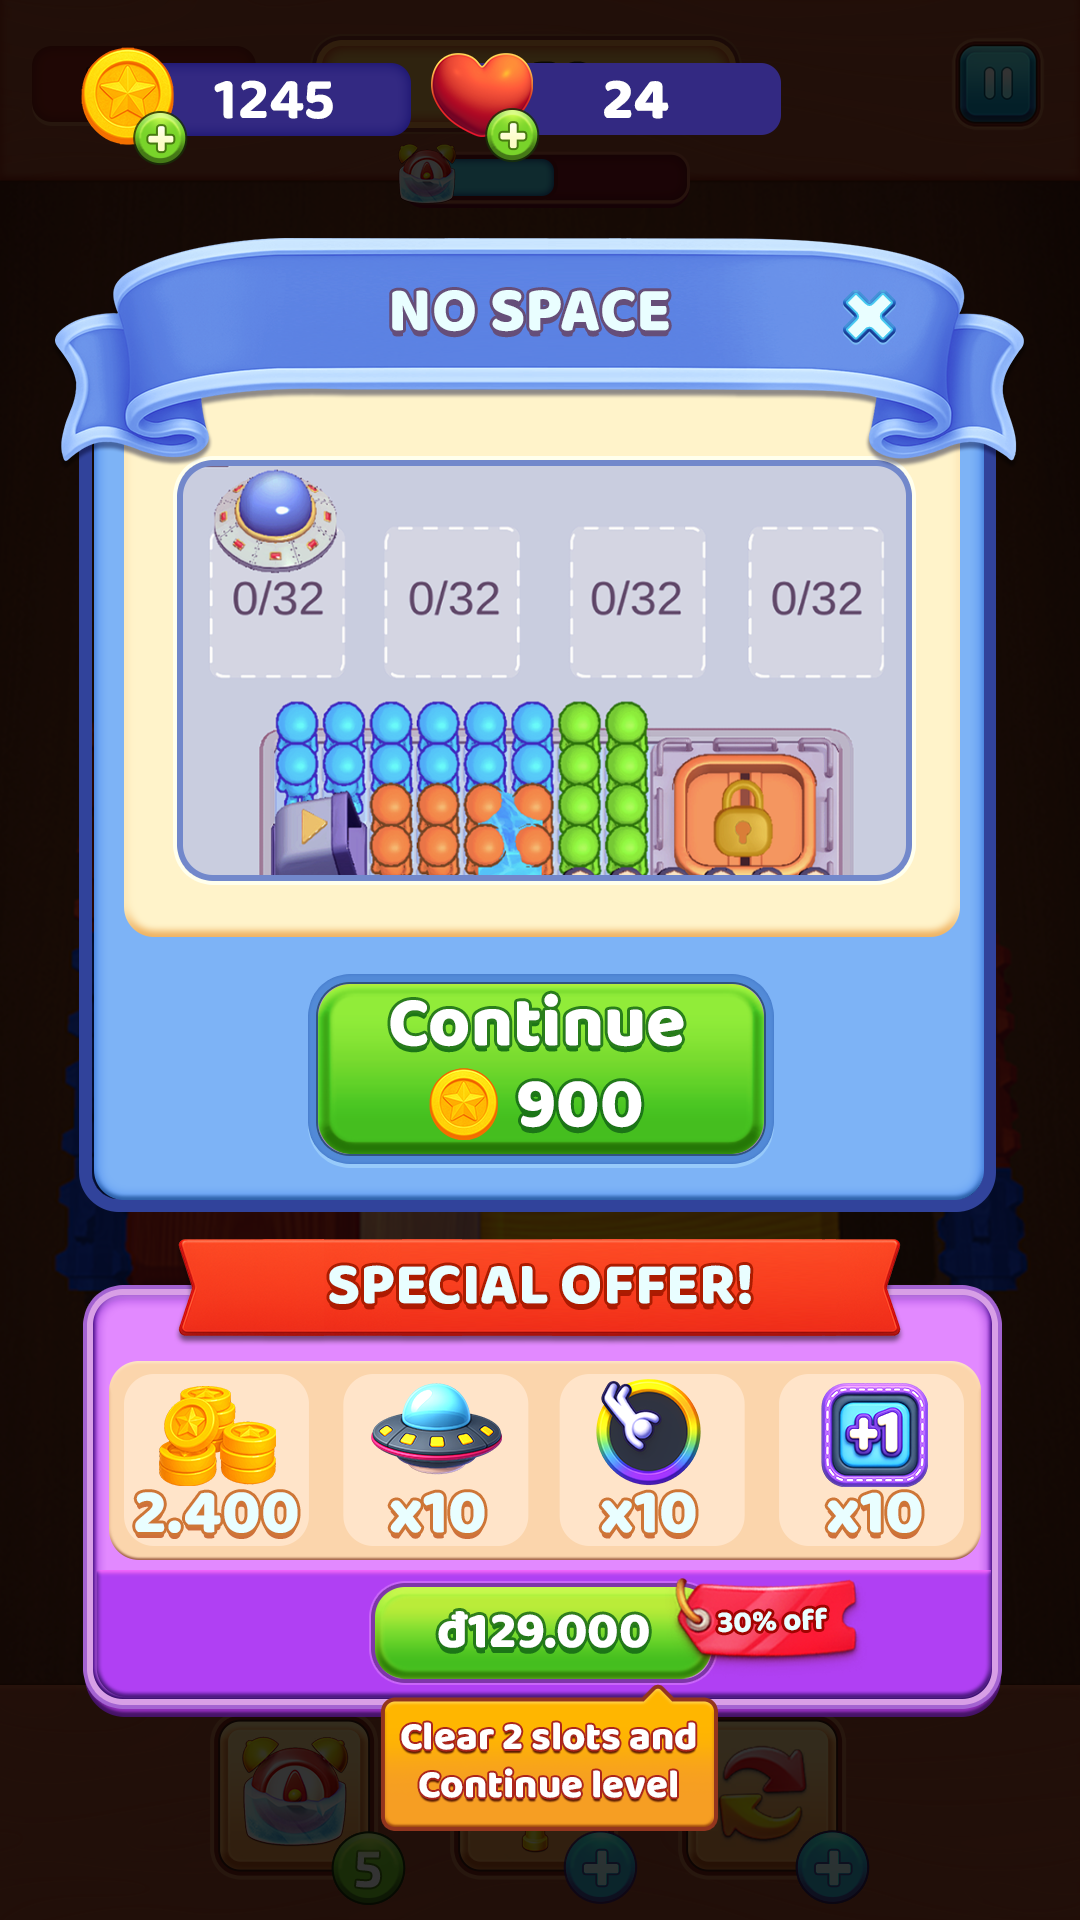 1245
24
NO SPACE
0/32 0/32 0/32 0/32
Continue
900
SPECIAL OFFER!
2.400 x10 x10 +1 x10
đ129.000
30% off
Clear 2 slots and
Continue level
5